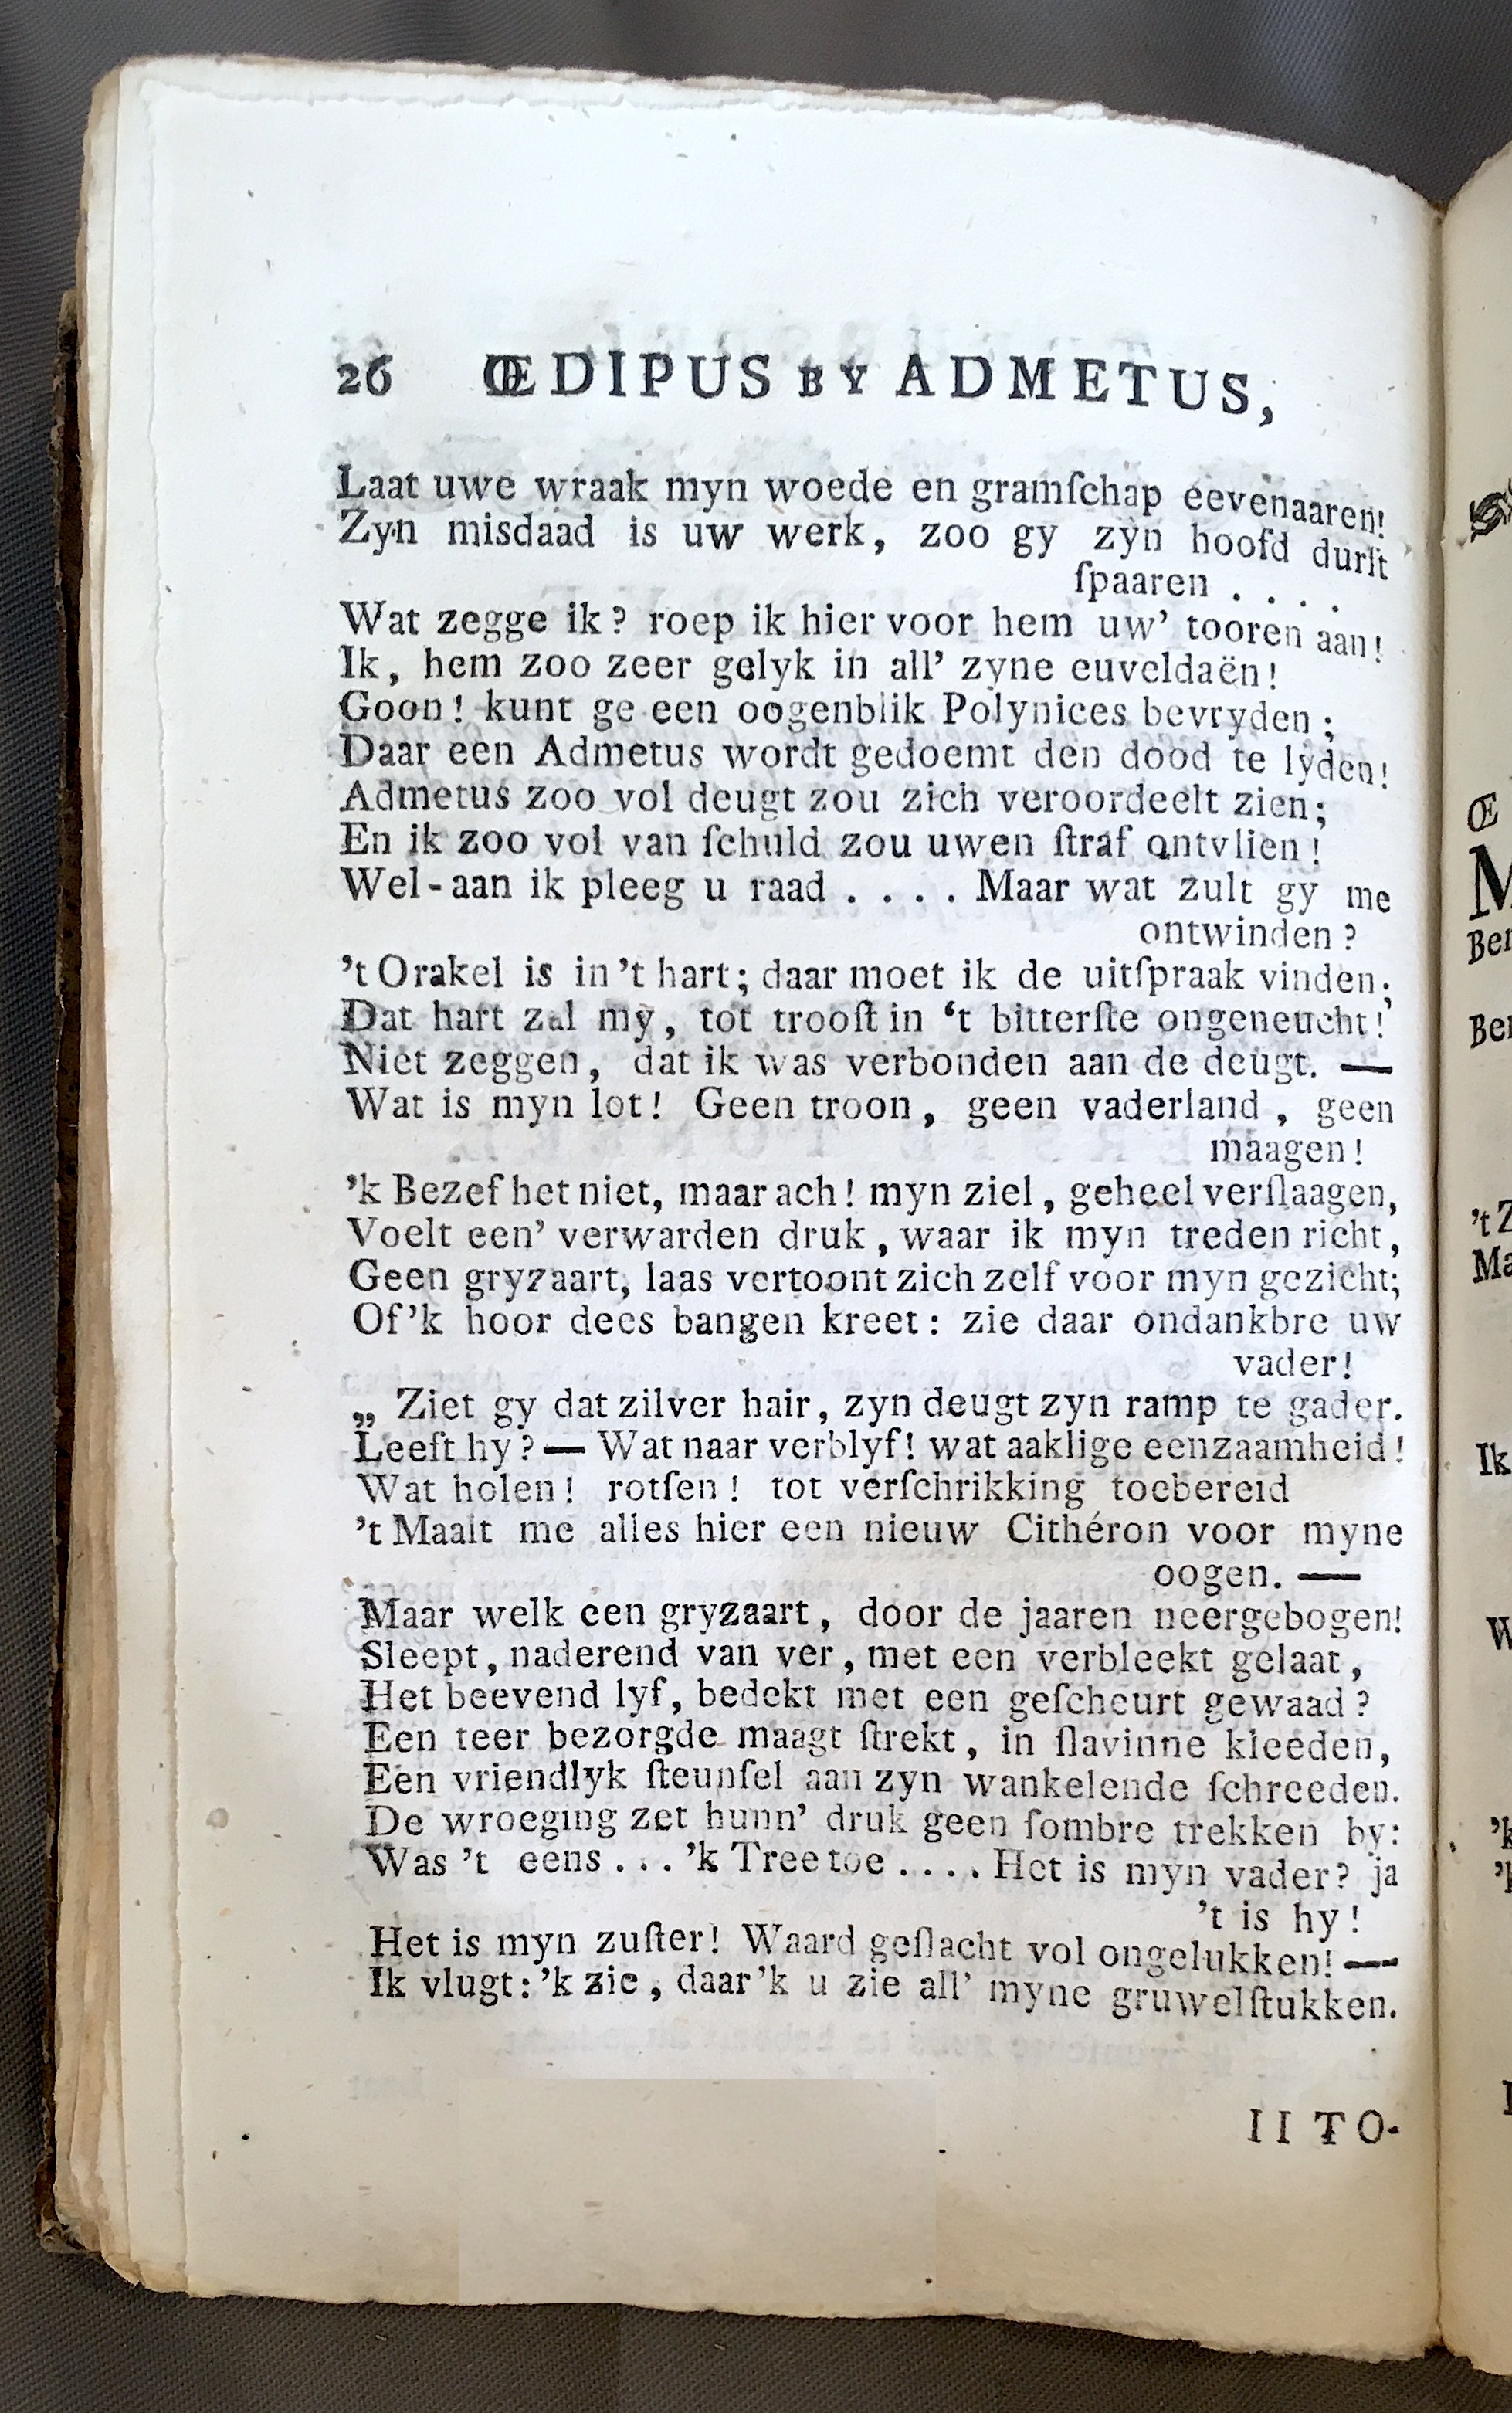 26 ŒDIPUS BY ADMETUS,
Laat uwe wraak myn woede en gramſchap eevenaaren!
Zyn misdaad is uw werk, zoo gy zyn hoofd durſt
ſpaaren . . . .
Wat zegge ik? roep ik hier voor hem uw’ tooren aan!
Ik, hem zoo zeer gelyk in all’ zyne euveldaën!
Goon! kunt ge een oogenblik Polynices bevryden;
Daar een Admetus wordt gedoemt den dood te lyden!
Admetus zoo vol deugt zou zich veroordeelt zien;
En ik zoo vol van ſchuld zou uwen ſtraf ontvlien!
Wel-aan ik pleeg u raad . . . . Maar wat zult gy me
ontwinden?
’t Orakel is in ’t hart; daar moet ik de uitſpraak vinden;
Dat hart zal my, tot trooſt in ‘t bitterſte ongeneucht!
Niet zeggen, dat ik was verbonden aan de deugt. —
Wat is myn lot! Geen troon, geen vaderland, geen
maagen!
’k Bezef het niet, maar ach! myn ziel, geheel verſlaagen,
Voelt een’ verwarden druk, waar ik myn treden richt,
Geen gryzaart, laas vertoont zich zelf voor myn gezicht;
Of ’k hoor dees bangen kreet: zie daar ondankbre uw
vader!
„ Ziet gy dat zilver hair, zyn deugt zyn ramp te gader.
Leeft hy? — Wat naar verblyf! wat aaklige eenzaamheid!
Wat holen! rotſen! tot verſchrikking toebereid
’t Maalt me alles hier een nieuw Cithéron voor myne
oogen. —
Maar welk een gryzaart, door de jaaren neergebogen!
Sleept, naderend van ver, met een verbleekt gelaat,
Het beevend lyf, bedekt met een geſcheurt gewaad?
Een teer bezorgde maagt ſtrekt, in ſlavinne kleeden,
Een vriendlyk ſteunſel aan zyn wankelende ſchreeden.
De wroeging zet hunn’ druk geen ſombre trekken by:
Was ’t eens . . . ’k Tree toe . . . . Het is myn vader? ja
’t is hy!
Het is myn zuſter! Waard geſlacht vol ongelukken! —
Ik vlugt: ’k zie, daar ’k u zie all’ myne gruwelſtukken.
II TO-